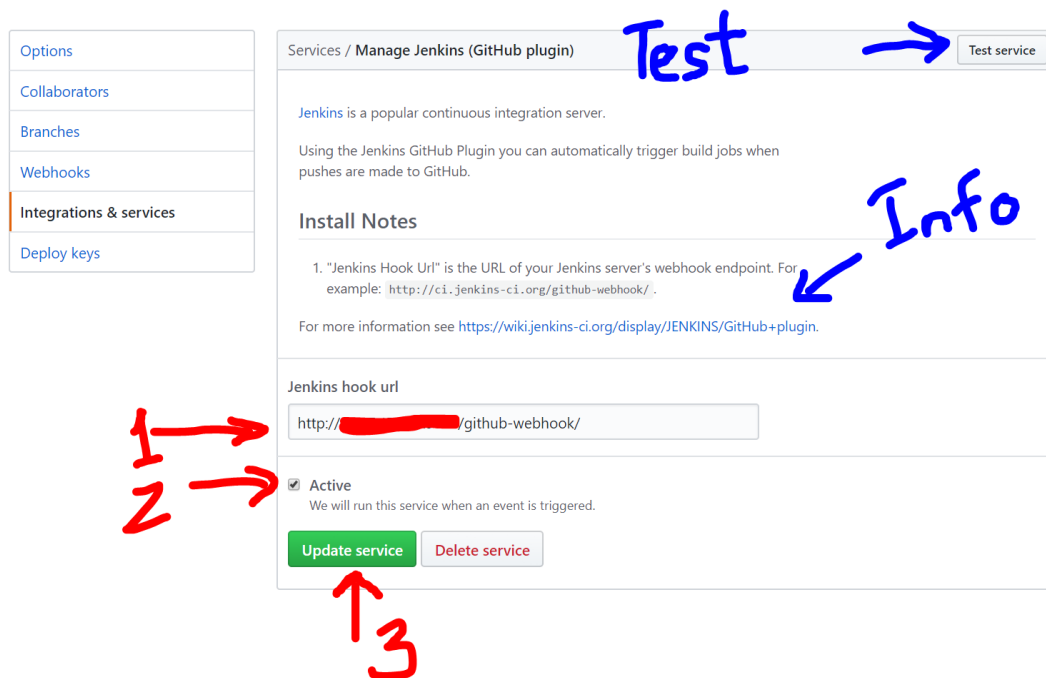 Options
Collaborators
Branches
Webhooks
Integrations & services
Deploy keys
Services / Manage Jenkins (GitHub plugin)
Test
Test service
Jenkins is a popular continuous integration server.
Using the Jenkins GitHub Plugin you can automatically trigger build jobs when
pushes are made to GitHub.
Info
Install Notes
1. "Jenkins Hook Url" is the URL of your Jenkins server's webhook endpoint. For
example: http://ci.jenkins-ci.org/github-webhook/ .
For more information see https://wiki.jenkins-ci.org/display/JENKINS/GitHub+plugin.
Jenkins hook url
1
http:// /github-webhook/
2
Active
We will run this service when an event is triggered.
Update service
Delete service
3